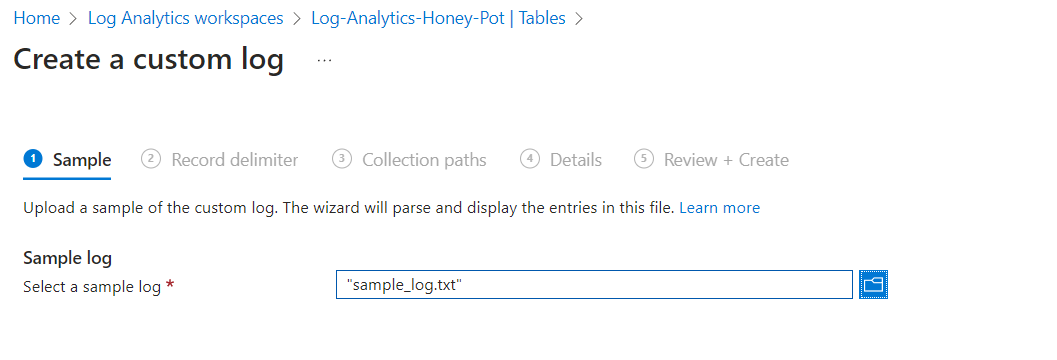 Home > Log Analytics workspaces > Log-Analytics-Honey-Pot | Tables >
Create a custom log ...
1 Sample 2 Record delimiter 3 Collection paths 4 Details 5 Review + Create
Upload a sample of the custom log. The wizard will parse and display the entries in this file. Learn more
Sample log
Select a sample log * "sample_log.txt"